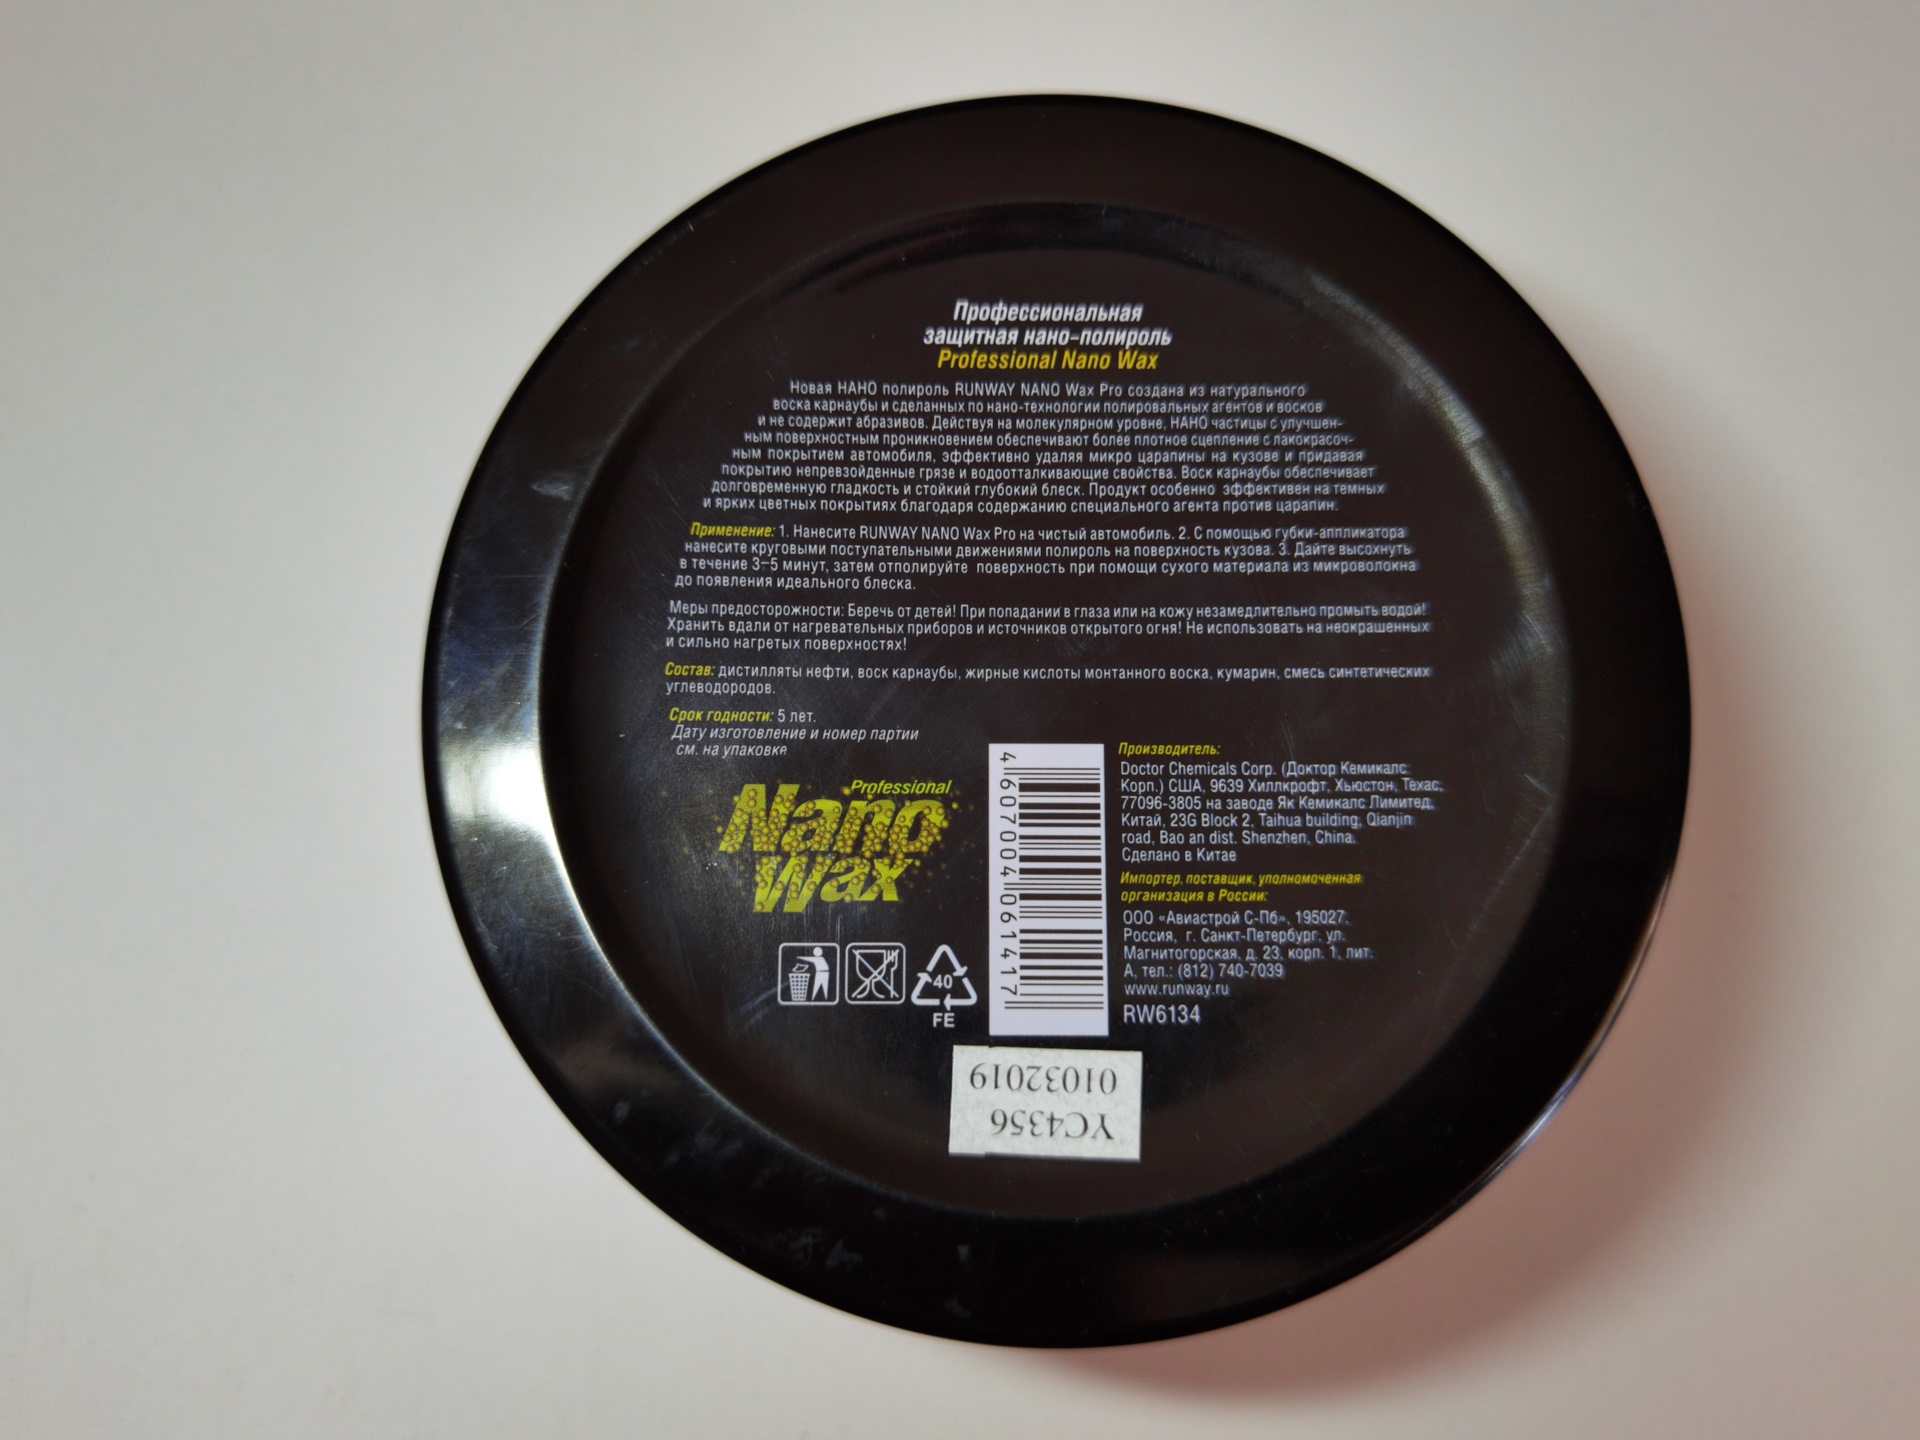 Профессиональная
защитная нано-полироль
Professional Nano Wax
Новая НАНО полироль RUNWAY NANO Wax Pro создана из натурального
воска карнаубы и сделанных по нано-технологии полировальных агентов и восков
и не содержит абразивов. Действуя на молекулярном уровне, НАНО частицы с улучшен-
ным поверхностным проникновением обеспечивают более плотное сцепление с лакокрасоч-
ным покрытием автомобиля, эффективно удаляя микро царапины на кузове и придавая
покрытию непревзойденные грязе и водоотталкивающие свойства. Воск карнаубы обеспечивает
долговременную гладкость и стойкий глубокий блеск. Продукт особенно эффективен на темных
и ярких цветных покрытиях благодаря содержанию специального агента против царапин.
Применение: 1. Нанесите RUNWAY NANO Wax Pro на чистый автомобиль. 2. С помощью губки-аппликатора
нанесите круговыми поступательными движениями полироль на поверхность кузова. 3. Дайте высохнуть
в течение 3–5 минут, затем отполируйте поверхность при помощи сухого материала из микроволокна
до появления идеального блеска.
Меры предосторожности: Беречь от детей! При попадании в глаза или на кожу незамедлительно промыть водой!
Хранить вдали от нагревательных приборов и источников открытого огня! Не использовать на неокрашенных
и сильно нагретых поверхностях!
Состав: дистилляты нефти, воск карнаубы, жирные кислоты монтанного воска, кумарин, смесь синтетических
углеводородов.
Срок годности: 5 лет.
Дату изготовление и номер партии
см. на упаковке
Professional
Nano
Wax
40
FE
4607004061417
Производитель:
Doctor Chemicals Corp. (Доктор Кемикалс
Корп.) США, 9639 Хиллкрофт, Хьюстон, Техас,
77096-3805 на заводе Як Кемикалс Лимитед,
Китай, 23G Block 2, Taihua building, Qianjin
road, Bao an dist. Shenzhen, China.
Сделано в Китае
Импортер, поставщик, уполномоченная
организация в России:
ООО «Авиастрой С-Пб», 195027,
Россия, г. Санкт-Петербург, ул.
Магнитогорская, д. 23, корп. 1, лит.
А, тел.: (812) 740-7039
www.runway.ru
RW6134
YC4356
01032019